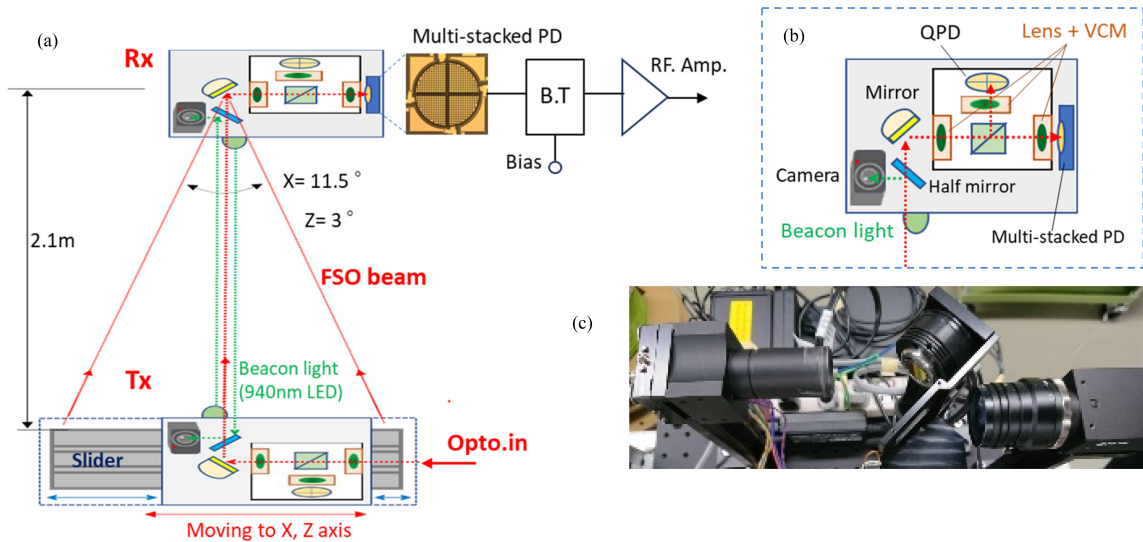 (a)
Rx
Multi-stacked PD
B.T
RF. Amp.
Bias
X= 11.5 °
Z= 3 °
2.1m
FSO beam
Tx
Beacon light
(940nm LED)
Opto.in
Slider
Moving to X, Z axis
(b)
QPD
Lens + VCM
Mirror
Camera
Half mirror
Beacon light
Multi-stacked PD
(c)